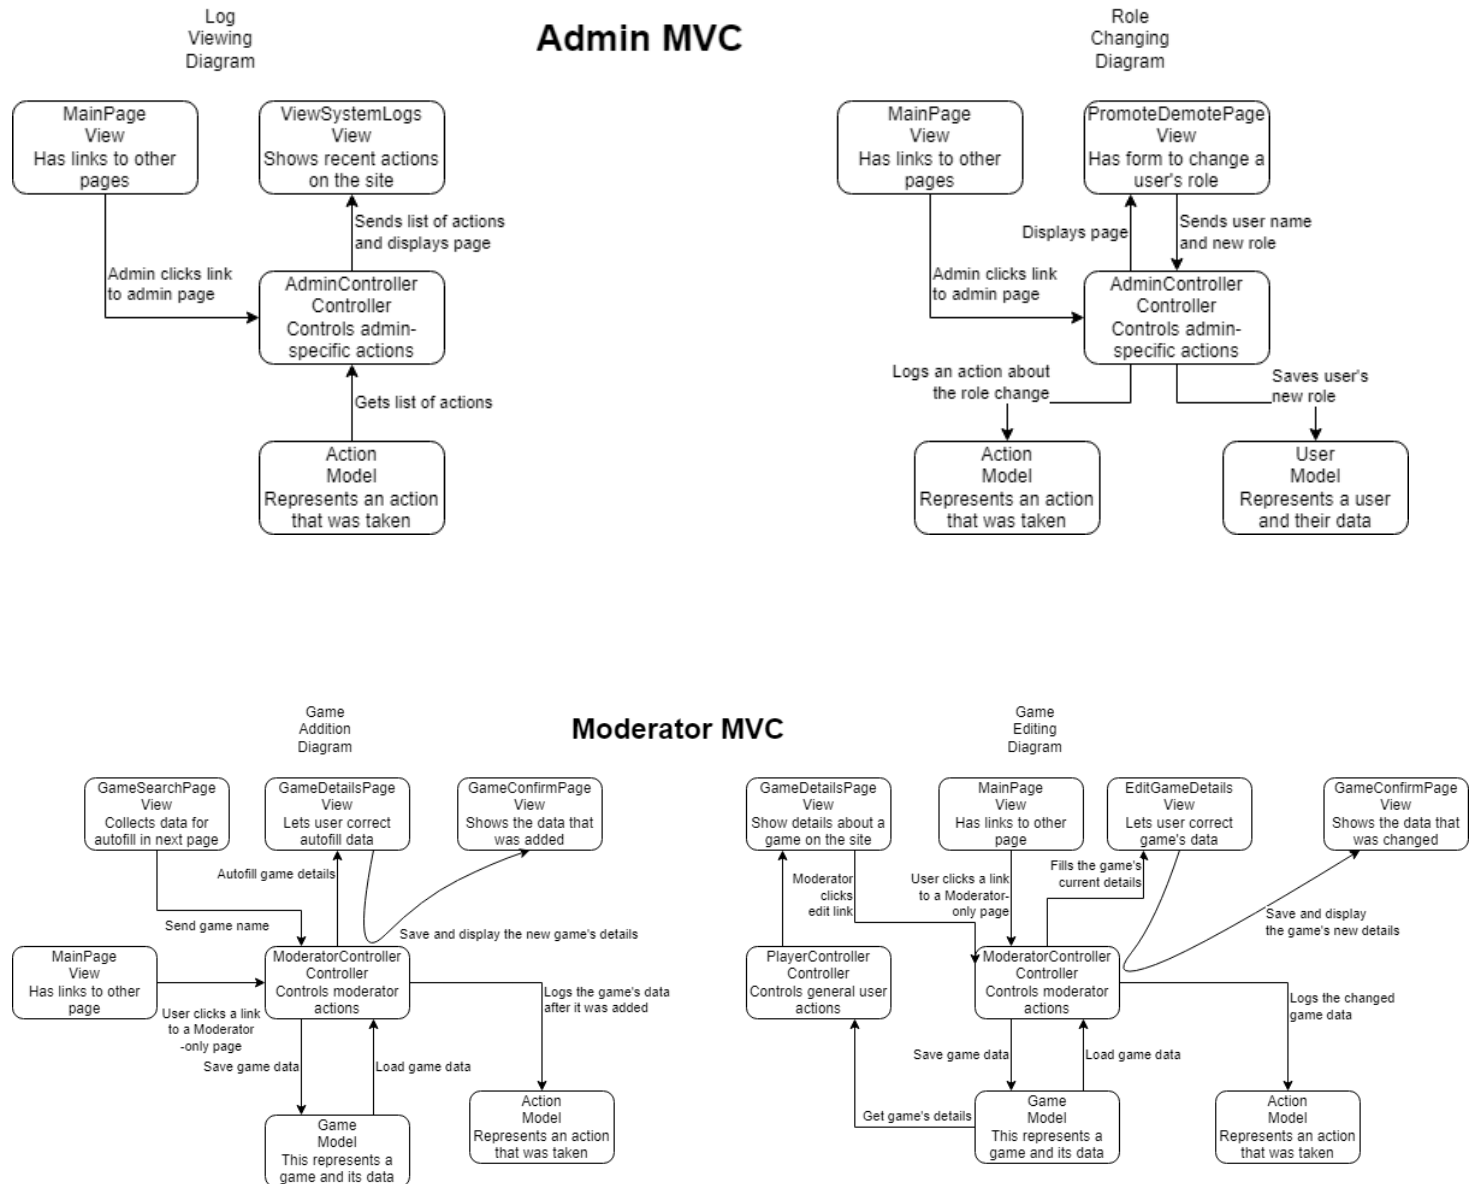 Log
Viewing
Diagram
Admin MVC
Role
Changing
Diagram
MainPage
View
Has links to other
pages
ViewSystemLogs
View
Shows recent actions
on the site
Sends list of actions
and displays page
Admin clicks link
to admin page
AdminController
Controller
Controls admin-
specific actions
Gets list of actions
Action
Model
Represents an action
that was taken
MainPage
View
Has links to other
pages
PromoteDemotePage
View
Has form to change a
user's role
Displays page
Sends user name
and new role
Admin clicks link
to admin page
AdminController
Controller
Controls admin-
specific actions
Logs an action about
the role change
Saves user's
new role
Action
Model
Represents an action
that was taken
User
Model
Represents a user
and their data
Game
Addition
Diagram
Moderator MVC
Game
Editing
Diagram
GameSearchPage
View
Collects data for
autofill in next page
GameDetailsPage
View
Lets user correct
autofill data
GameConfirmPage
View
Shows the data that
was added
Autofill game details
Send game name
Save and display the new game's details
MainPage
View
Has links to other
page
User clicks a link
to a Moderator
-only page
ModeratorController
Controller
Controls moderator
actions
Logs the game's data
after it was added
Save game data
Load game data
Game
Model
This represents a
game and its data
Action
Model
Represents an action
that was taken
GameDetailsPage
View
Show details about a
game on the site
MainPage
View
Has links to other
page
EditGameDetails
View
Lets user correct
game's data
GameConfirmPage
View
Shows the data that
was changed
Moderator
clicks
edit link
User clicks a link
to a Moderator-
only page
Fills the game's
current details
Save and display
the game's new details
PlayerController
Controller
Controls general user
actions
ModeratorController
Controller
Controls moderator
actions
Logs the changed
game data
Save game data
Load game data
Get game's details
Game
Model
This represents a
game and its data
Action
Model
Represents an action
that was taken